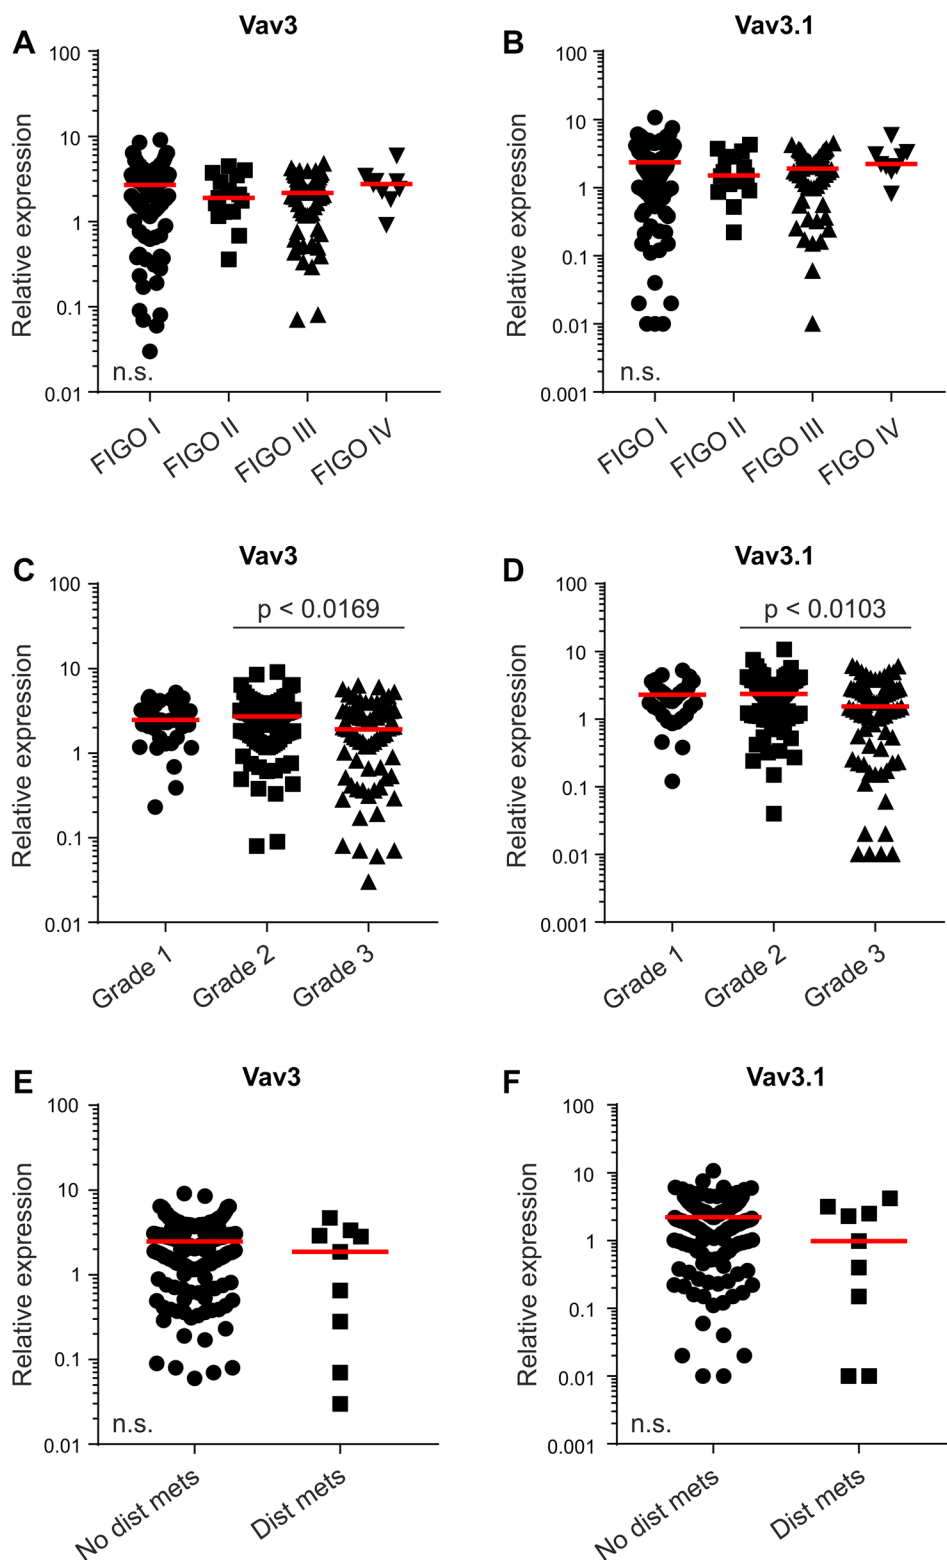 A
Vav3
Relative expression
100
10
1
0.1
0.01
n.s.
FIGO I
FIGO II
FIGO III
FIGO IV
B
Vav3.1
Relative expression
100
10
1
0.1
0.01
0.001
n.s.
FIGO I
FIGO II
FIGO III
FIGO IV
C
Vav3
Relative expression
100
10
1
0.1
0.01
p < 0.0169
Grade 1
Grade 2
Grade 3
D
Vav3.1
Relative expression
100
10
1
0.1
0.01
0.001
p < 0.0103
Grade 1
Grade 2
Grade 3
E
Vav3
Relative expression
100
10
1
0.1
0.01
n.s.
No dist mets
Dist mets
F
Vav3.1
Relative expression
100
10
1
0.1
0.01
0.001
n.s.
No dist mets
Dist mets